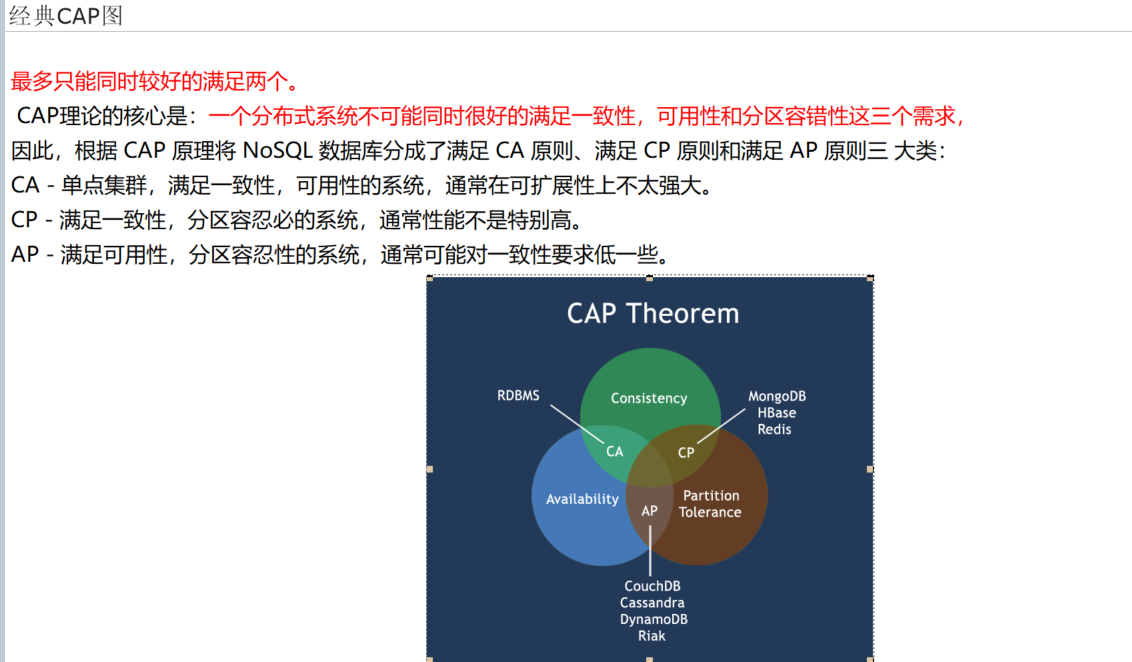 经典CAP图
最多只能同时较好的满足两个。
CAP理论的核心是：一个分布式系统不可能同时很好的满足一致性，可用性和分区容错性这三个需求，
因此，根据 CAP 原理将 NoSQL 数据库分成了满足 CA 原则、满足 CP 原则和满足 AP 原则三 大类：
CA - 单点集群，满足一致性，可用性的系统，通常在可扩展性上不太强大。
CP - 满足一致性，分区容忍必的系统，通常性能不是特别高。
AP - 满足可用性，分区容忍性的系统，通常可能对一致性要求低一些。
CAP Theorem
RDBMS
Consistency
MongoDB
HBase
Redis
CA
CP
Availability
Partition
Tolerance
AP
CouchDB
Cassandra
DynamoDB
Riak